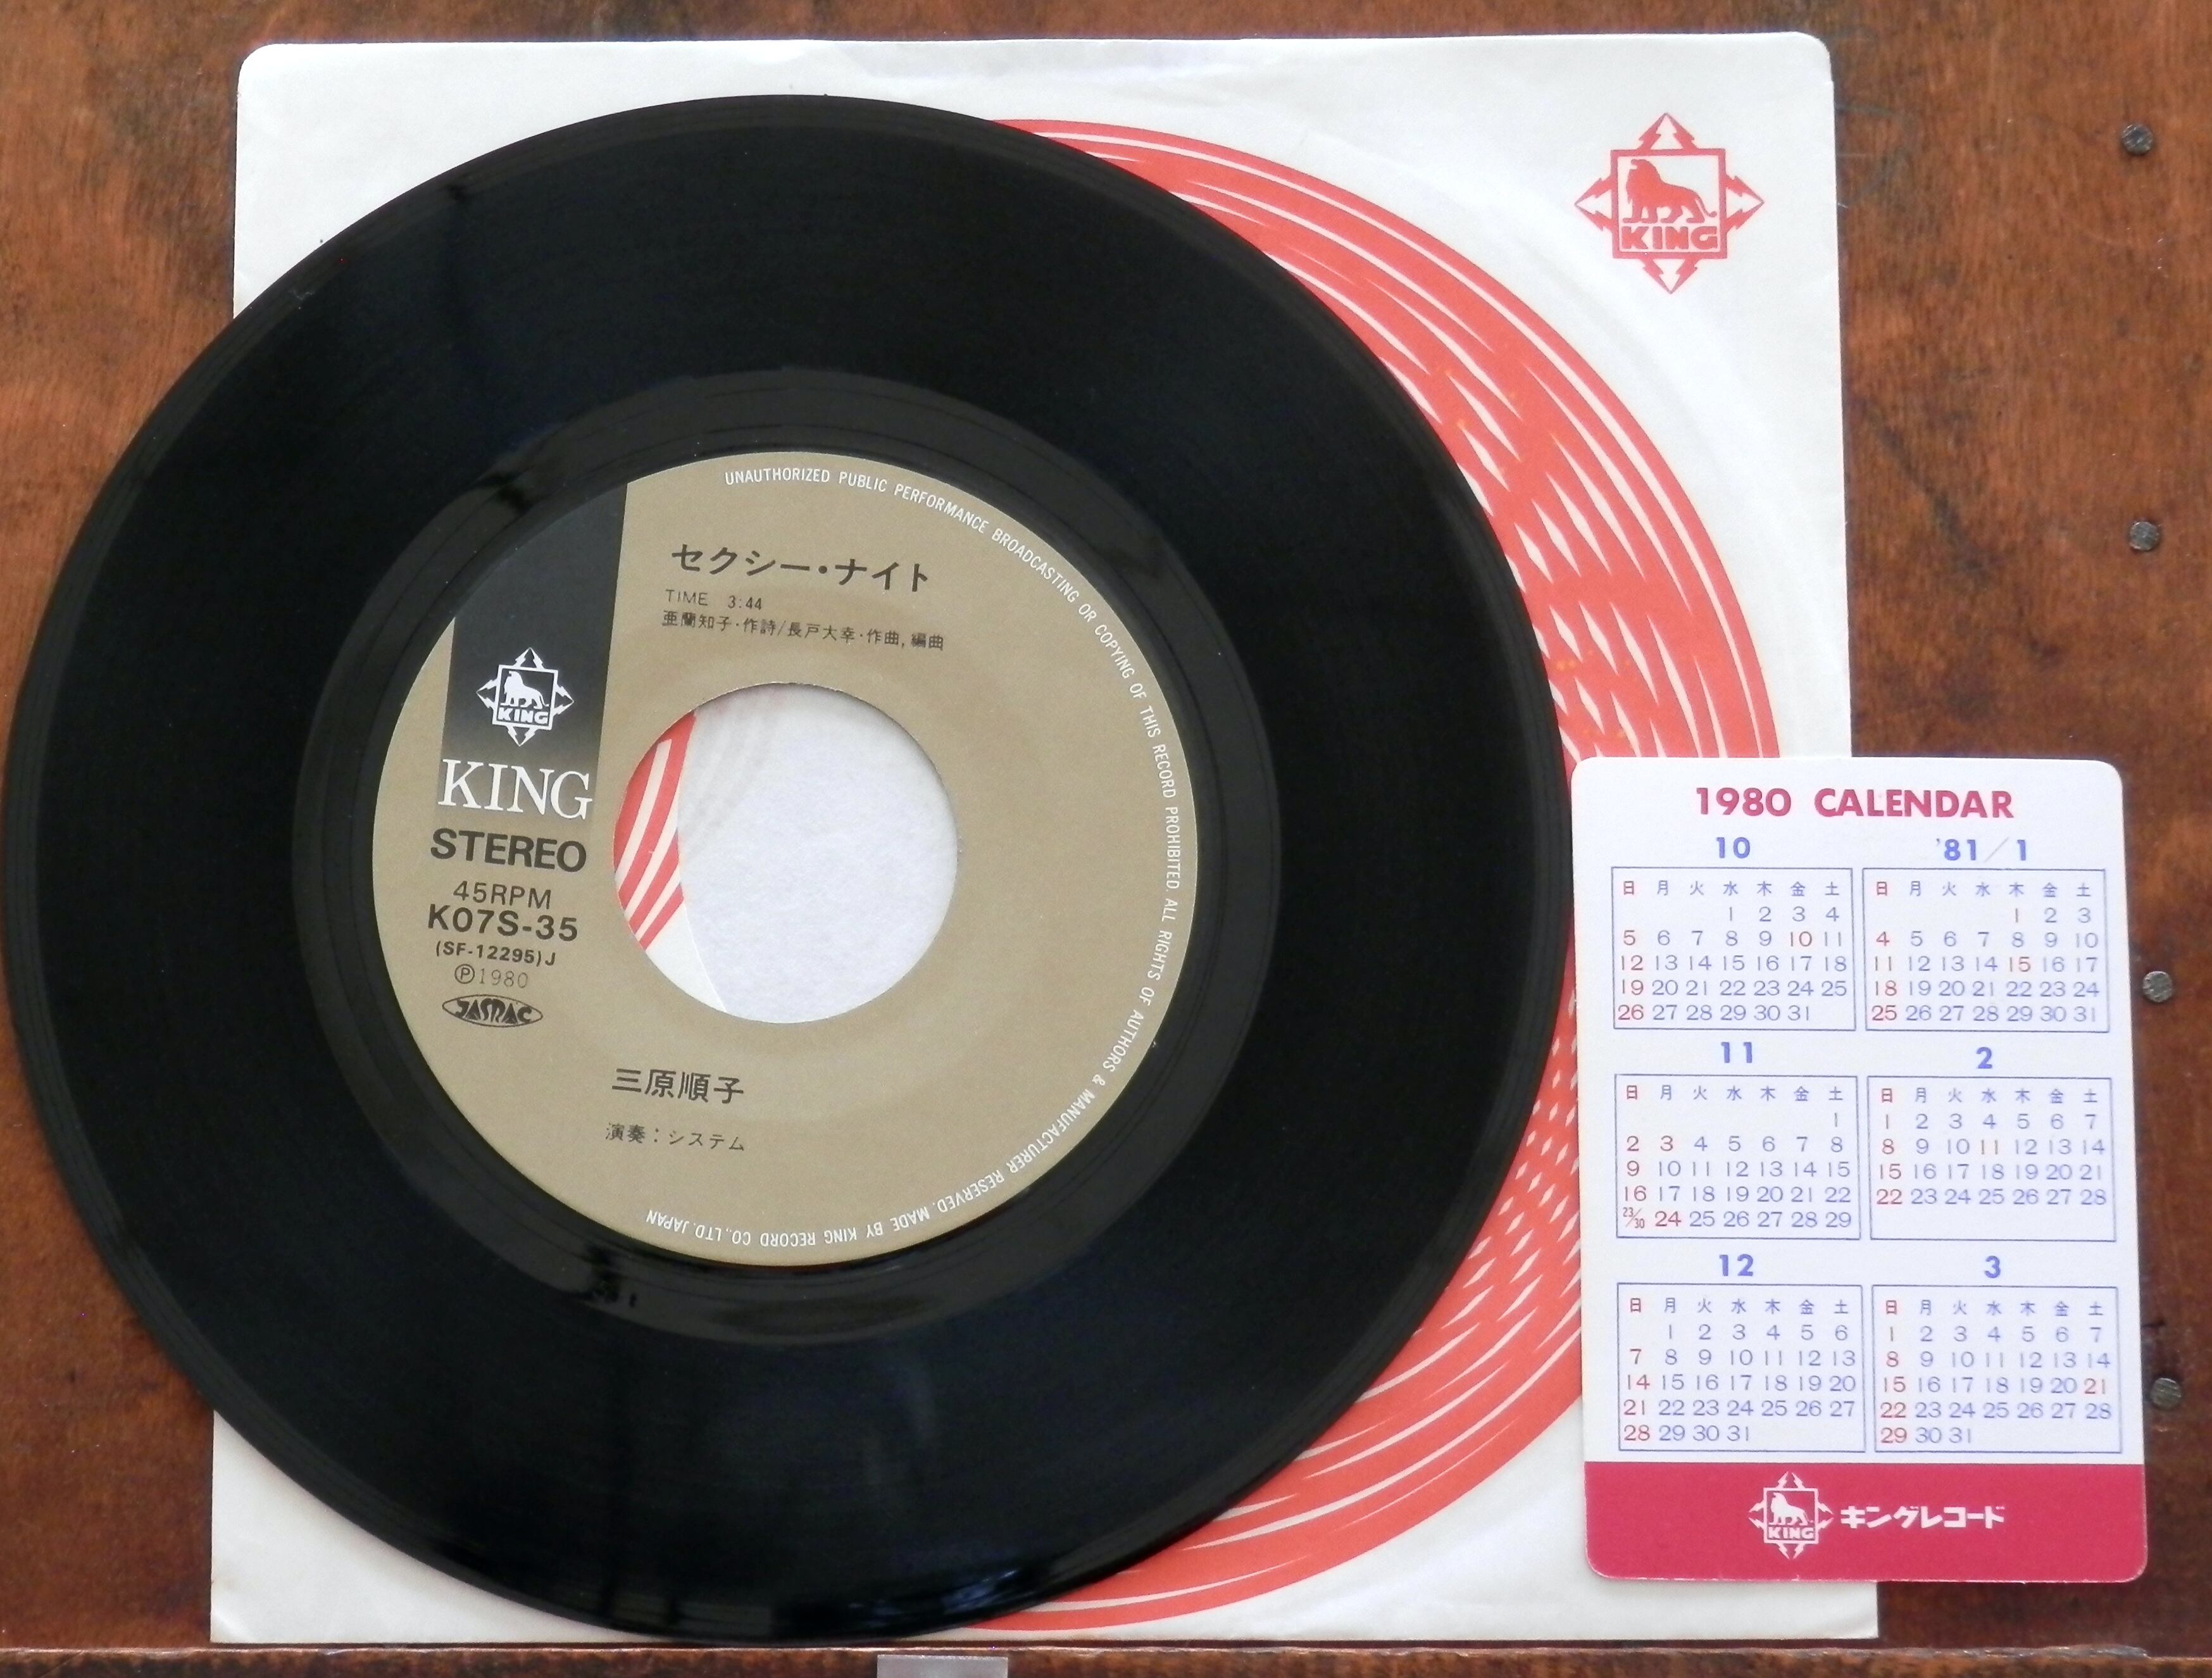 KING
UNAUTHORIZED PUBLIC PERFORMANCE BROADCASTING OR COPYING OF THIS RECORD PROHIBITED. ALL RIGHTS OF AUTHORS & MANUFACTURER RESERVED. MADE BY KING RECORD CO., LTD. JAPAN
セクシー・ナイト
TIME 3:44
亜蘭知子・作詩/長戸大幸・作曲,編曲
KING
KING
STEREO
45RPM
K07S-35
(SF-12295)J
Ⓟ1980
JASRAC
三原順子
演奏:システム
1980 CALENDAR
10
日 月 火 水 木 金 土
1 2 3 4
5 6 7 8 9 10 11
12 13 14 15 16 17 18
19 20 21 22 23 24 25
26 27 28 29 30 31
11
日 月 火 水 木 金 土
1
2 3 4 5 6 7 8
9 10 11 12 13 14 15
16 17 18 19 20 21 22
23/30 24 25 26 27 28 29
12
日 月 火 水 木 金 土
1 2 3 4 5 6
7 8 9 10 11 12 13
14 15 16 17 18 19 20
21 22 23 24 25 26 27
28 29 30 31
'81/1
日 月 火 水 木 金 土
1 2 3
4 5 6 7 8 9 10
11 12 13 14 15 16 17
18 19 20 21 22 23 24
25 26 27 28 29 30 31
2
日 月 火 水 木 金 土
1 2 3 4 5 6 7
8 9 10 11 12 13 14
15 16 17 18 19 20 21
22 23 24 25 26 27 28
3
日 月 火 水 木 金 土
1 2 3 4 5 6 7
8 9 10 11 12 13 14
15 16 17 18 19 20 21
22 23 24 25 26 27 28
29 30 31
KING
キングレコード